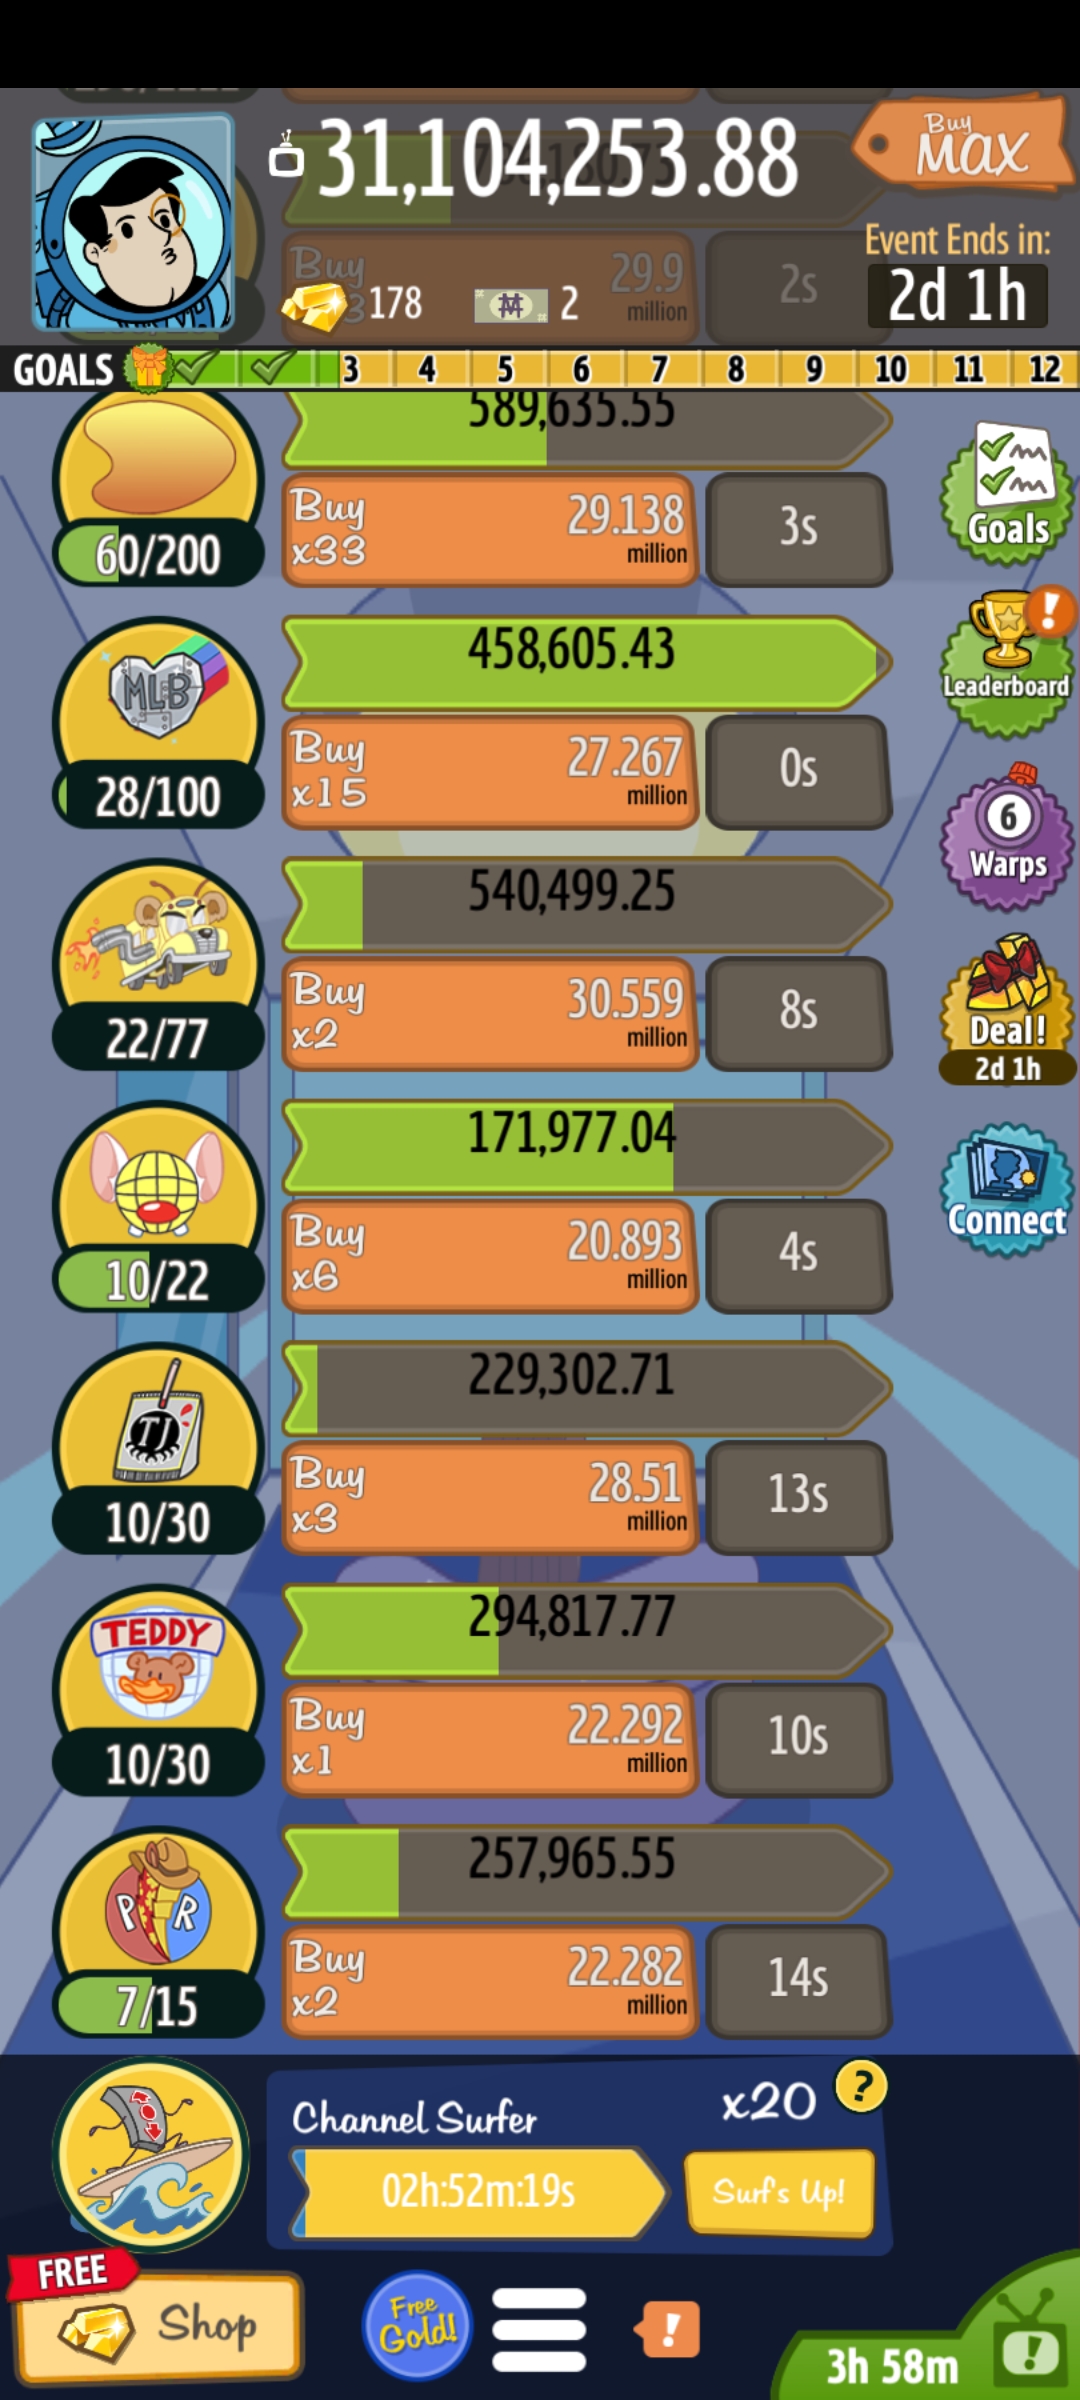 31,104,253.88
Buy
MAX
Event Ends in:
2d 1h
Buy
29.9
million
2s
178
2
GOALS 3 4 5 6 7 8 9 10 11 12
589,635.55
60/200
Buy
x33
29.138
million
3s
Goals
MLB
28/100
458,605.43
Buy
x15
27.267
million
0s
!
Leaderboard
22/77
540,499.25
Buy
x2
30.559
million
8s
6
Warps
Deal!
2d 1h
10/22
171,977.04
Buy
x6
20.893
million
4s
Connect
TJ
10/30
229,302.71
Buy
x3
28.51
million
13s
TEDDY
10/30
294,817.77
Buy
x1
22.292
million
10s
P R
7/15
257,965.55
Buy
x2
22.282
million
14s
Channel Surfer
x20
?
02h:52m:19s
Surf's Up!
FREE
Shop
Free
Gold!
!
3h 58m
!